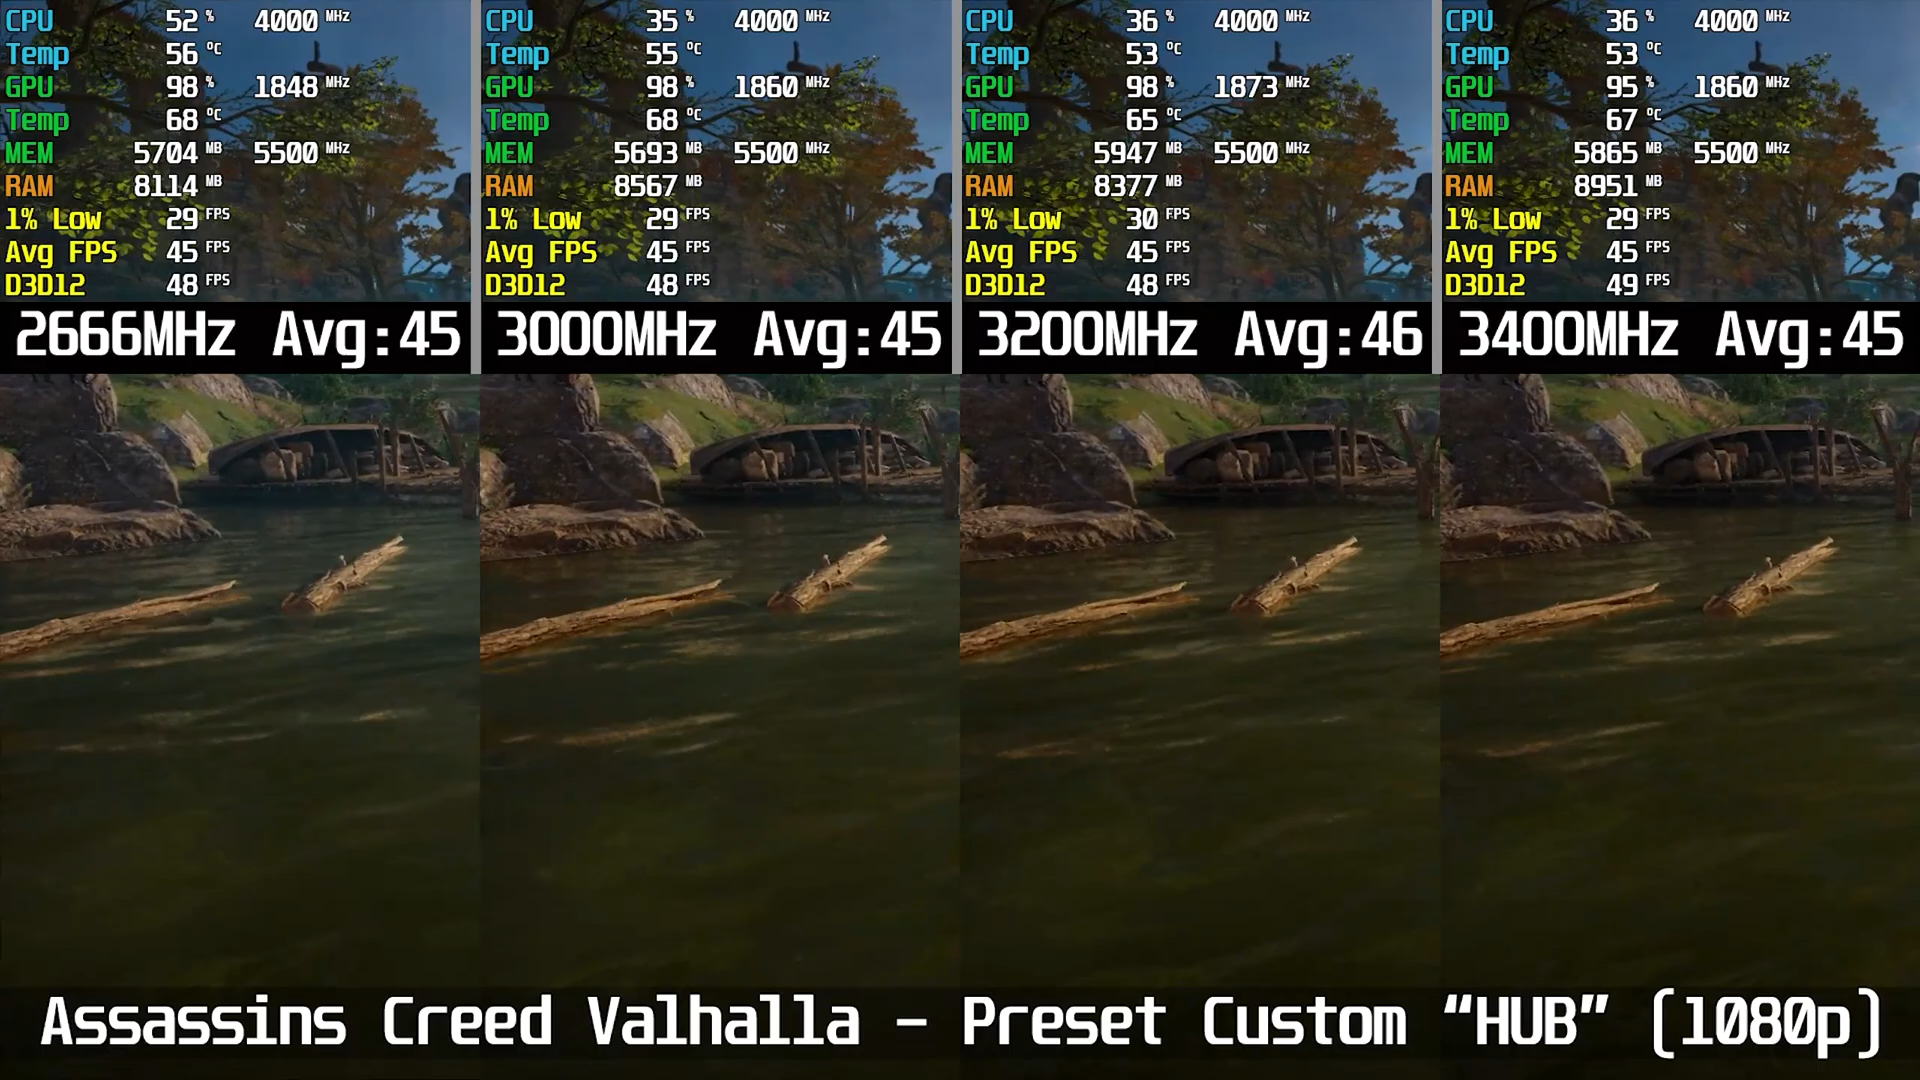 CPU 52 % 4000 MHz
Temp 56 °C
GPU 98 % 1848 MHz
Temp 68 °C
MEM 5704 MB 5500 MHz
RAM 8114 MB
1% Low 29 FPS
Avg FPS 45 FPS
D3D12 48 FPS
2666MHz Avg:45
CPU 35 % 4000 MHz
Temp 55 °C
GPU 98 % 1860 MHz
Temp 68 °C
MEM 5693 MB 5500 MHz
RAM 8567 MB
1% Low 29 FPS
Avg FPS 45 FPS
D3D12 48 FPS
3000MHz Avg:45
CPU 36 % 4000 MHz
Temp 53 °C
GPU 98 % 1873 MHz
Temp 65 °C
MEM 5947 MB 5500 MHz
RAM 8377 MB
1% Low 30 FPS
Avg FPS 45 FPS
D3D12 48 FPS
3200MHz Avg:46
CPU 36 % 4000 MHz
Temp 53 °C
GPU 95 % 1860 MHz
Temp 67 °C
MEM 5865 MB 5500 MHz
RAM 8951 MB
1% Low 29 FPS
Avg FPS 45 FPS
D3D12 49 FPS
3400MHz Avg:45
Assassins Creed Valhalla – Preset Custom “HUB” (1080p)